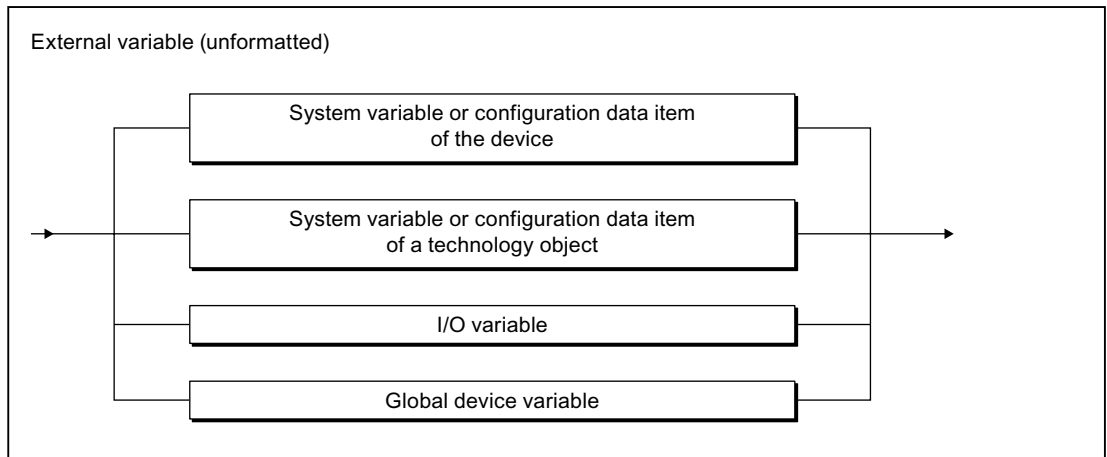 External variable (unformatted)
System variable or configuration data item
of the device
System variable or configuration data item
of a technology object
I/O variable
Global device variable